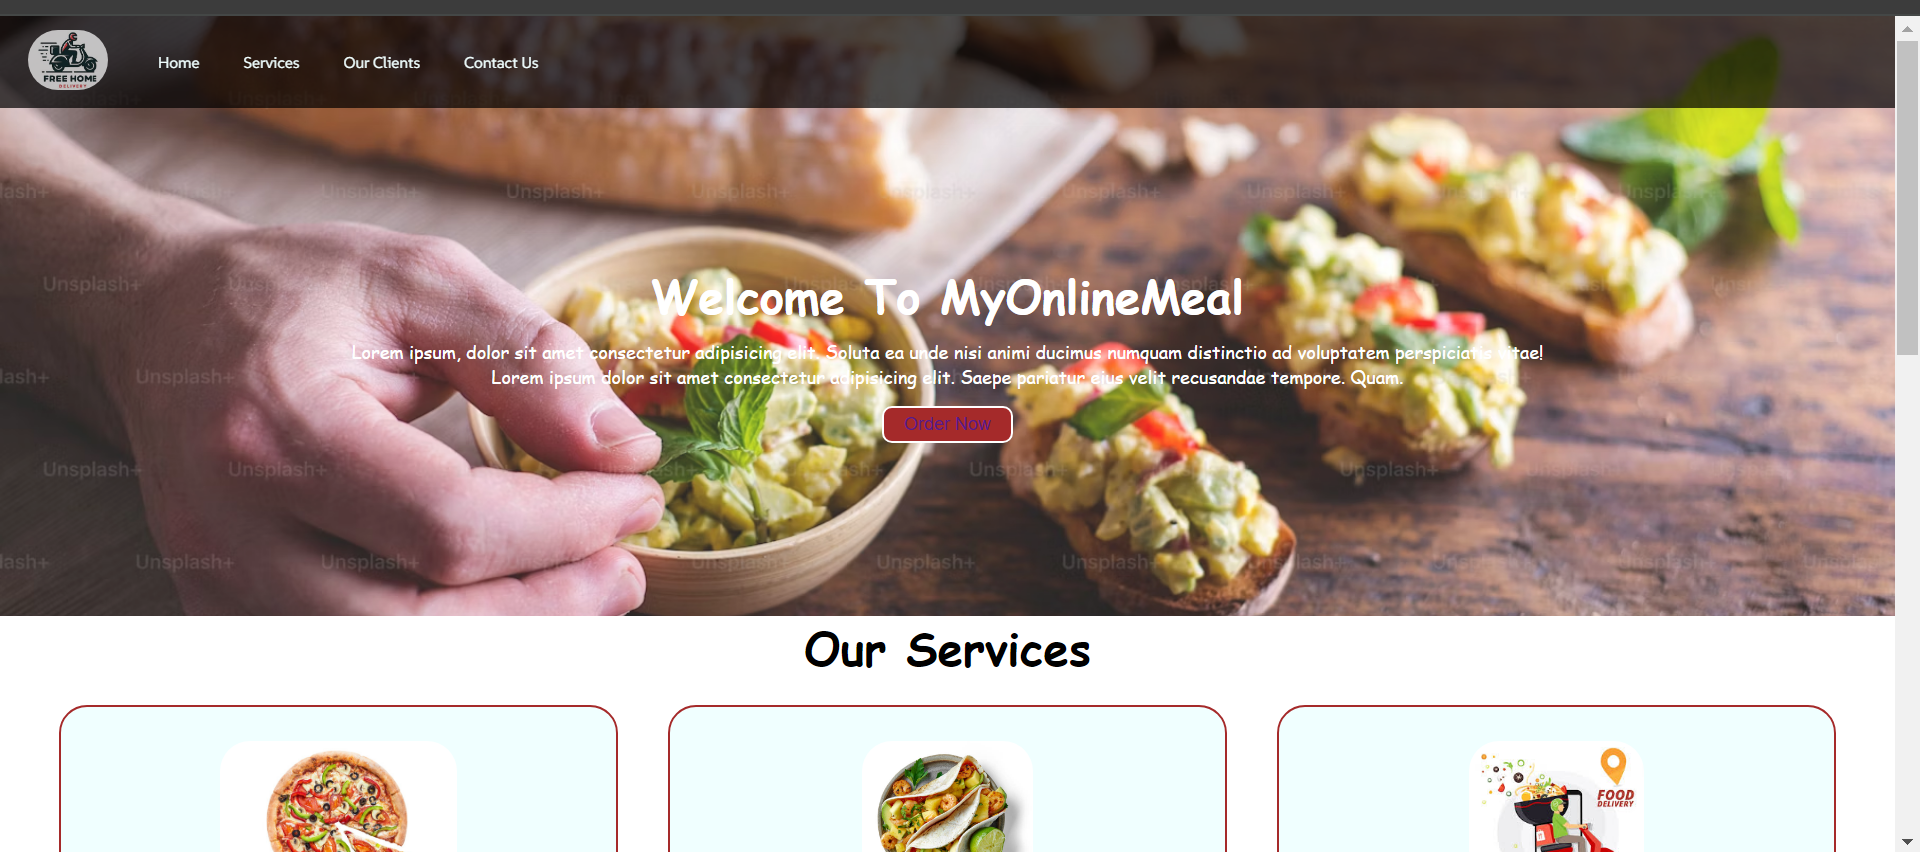 FREE HOME
DELIVERY
Home Services Our Clients Contact Us
Welcome To MyOnlineMeal
Lorem ipsum, dolor sit amet consectetur adipisicing elit. Soluta ea unde nisi animi ducimus numquam distinctio ad voluptatem perspiciatis vitae!
Lorem ipsum dolor sit amet consectetur adipisicing elit. Saepe pariatur eius velit recusandae tempore. Quam.
Order Now
Unsplash+
Our Services
FOOD
DELIVERY